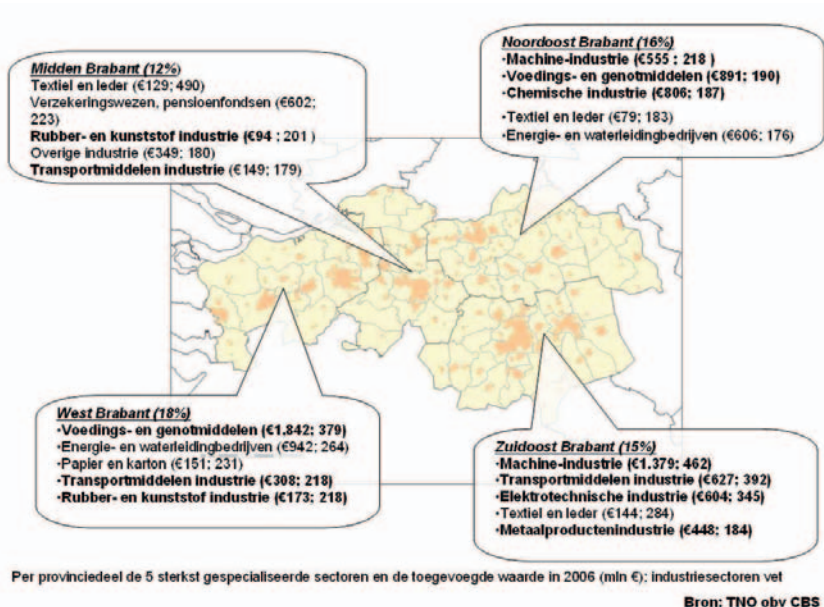 Midden Brabant (12%)
Textiel en leder (€129; 490)
Verzekeringswezen, pensioenfondsen (€602;
223)
Rubber- en kunststof industrie (€94 ; 201 )
Overige industrie (€349; 180)
Transportmiddelen industrie (€149; 179)
Noordoost Brabant (16%)
•Machine-industrie (€555 ; 218 )
•Voedings- en genotmiddelen (€891; 190)
•Chemische industrie (€806; 187)
•Textiel en leder (€79; 183)
•Energie- en waterleidingbedrijven (€606; 176)
West Brabant (18%)
•Voedings- en genotmiddelen (€1,842; 379)
•Energie- en waterleidingbedrijven (€942; 264)
•Papier en karton (€151; 231)
•Transportmiddelen industrie (€308; 218)
•Rubber- en kunststof industrie (€173; 218)
Zuidoost Brabant (15%)
•Machine-industrie (€1.379; 462)
•Transportmiddelen industrie (€627; 392)
•Elektrotechnische industrie (€604; 345)
•Textiel en leder (€144; 284)
•Metaalproductenindustrie (€448; 184)
Per provinciedeel de 5 sterkst gespecialiseerde sectoren en de toegevoegde waarde in 2006 (mln €); industriesectoren vet
Bron: TNO obv CBS